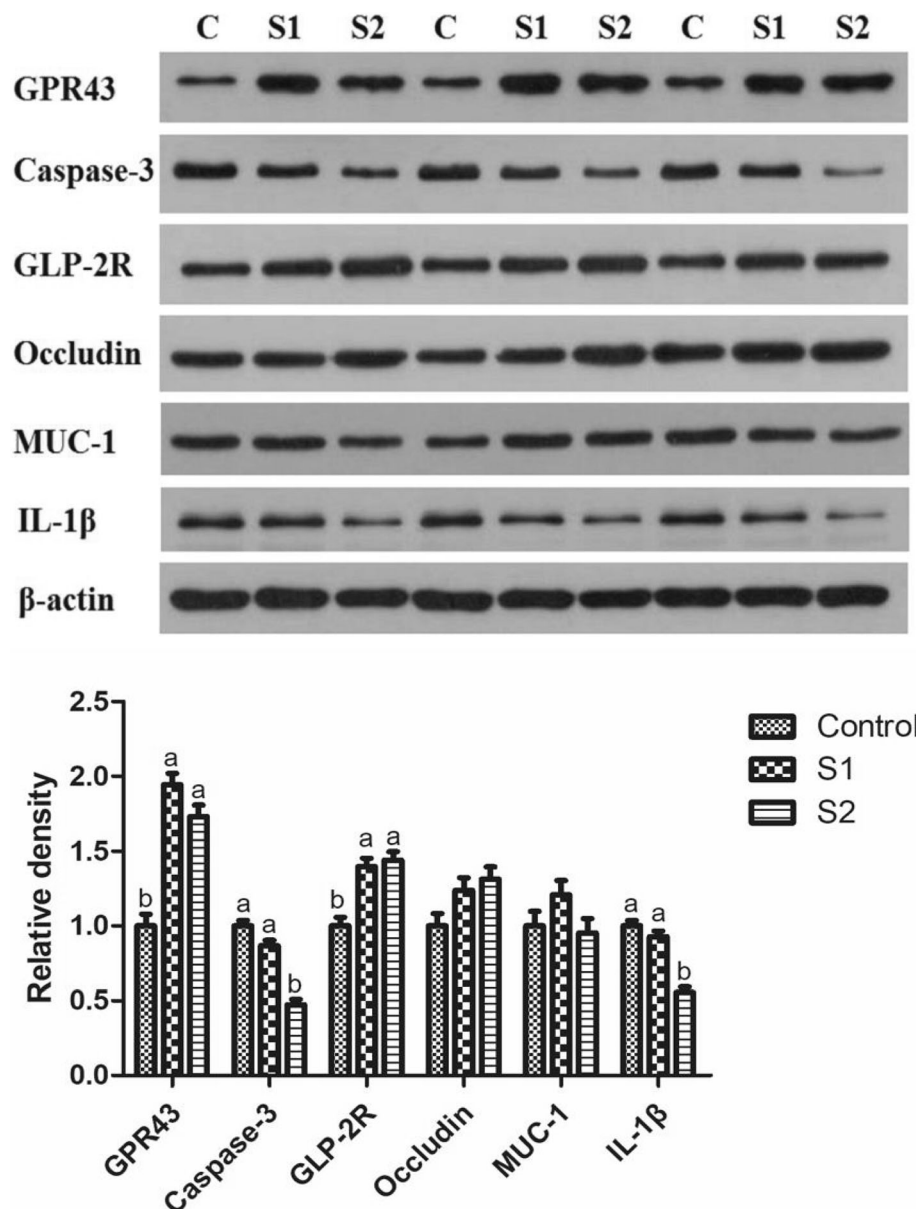 C S1 S2 C S1 S2 C S1 S2
GPR43
Caspase-3
GLP-2R
Occludin
MUC-1
IL-1β
β-actin
2.5
2.0
1.5
1.0
0.5
0.0
Relative density
b a a
a a b
b a a
a a b
GPR43
Caspase-3
GLP-2R
Occludin
MUC-1
IL-1β
Control
S1
S2